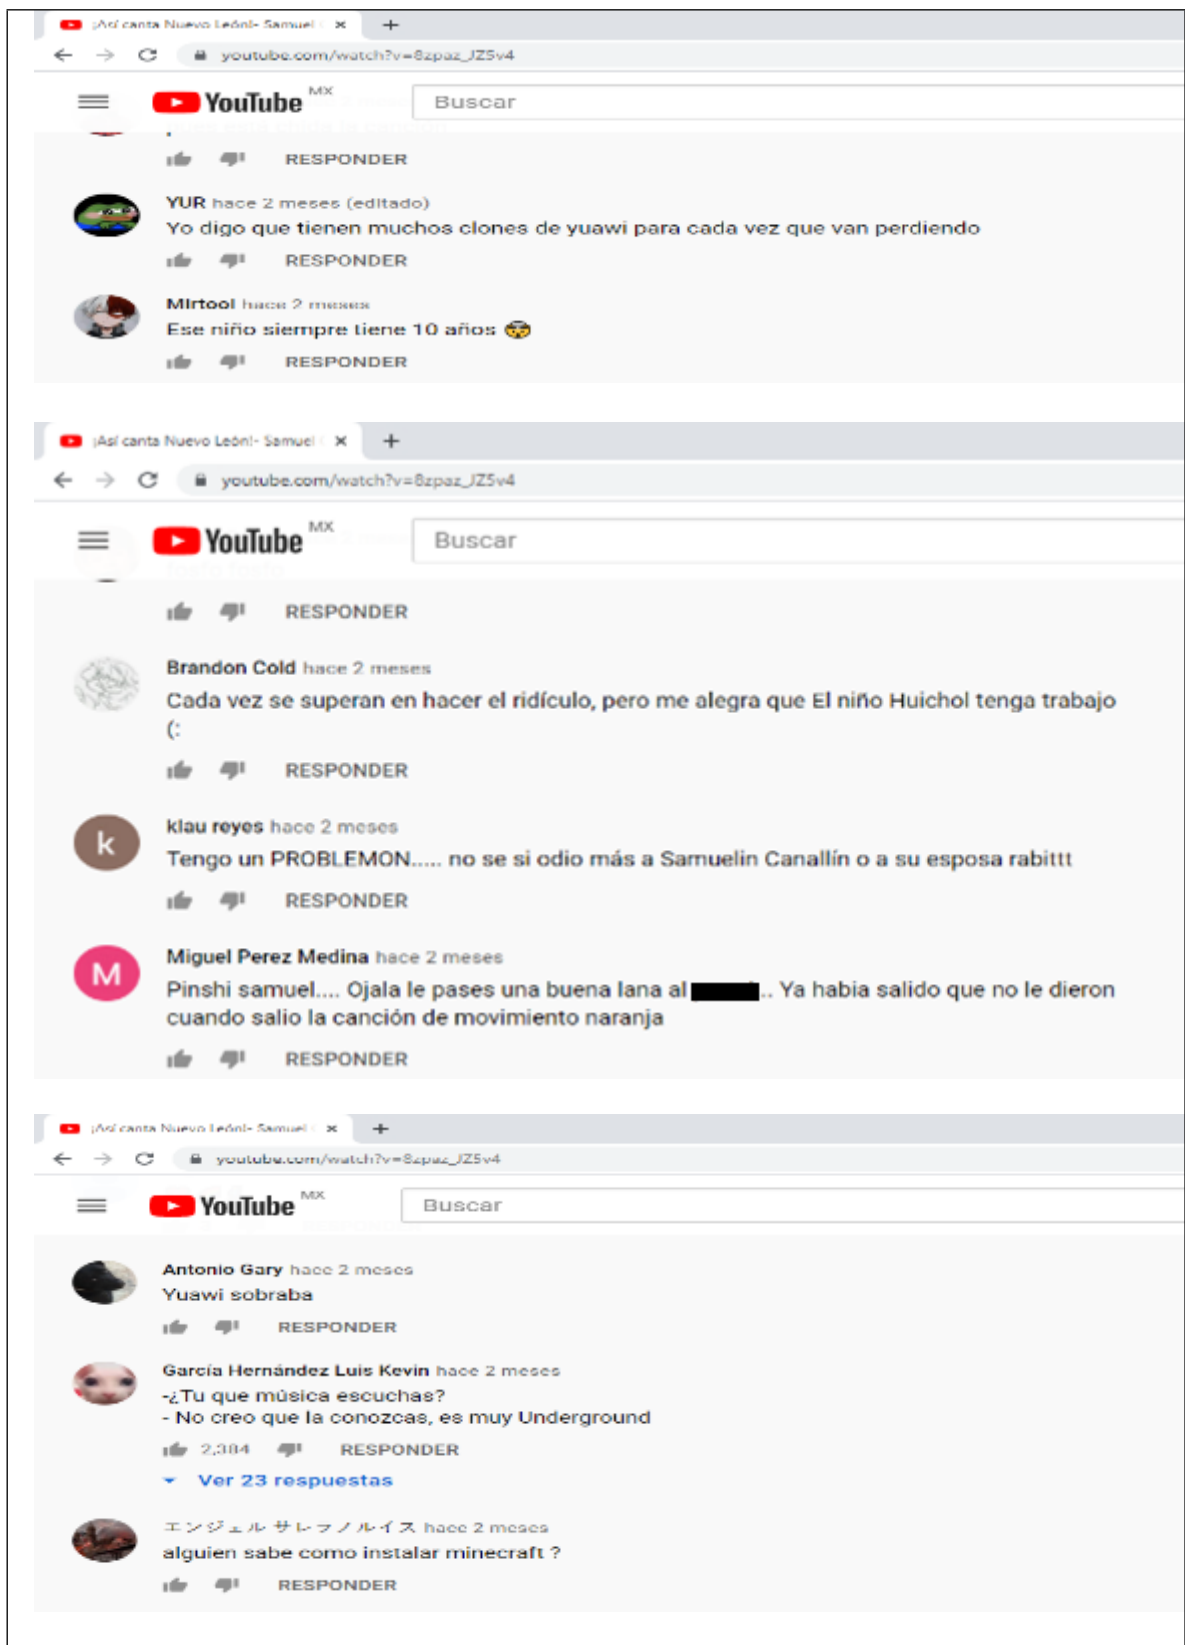 ¡Así canta Nuevo León!- Samuel
youtube.com/watch?v=8zpaz_JZ5v4
YouTube MX
Buscar
RESPONDER
YUR hace 2 meses (editado)
Yo digo que tienen muchos clones de yuawi para cada vez que van perdiendo
RESPONDER
Mirtool hace 2 meses
Ese niño siempre tiene 10 años 🤯
RESPONDER
¡Así canta Nuevo León!- Samuel
youtube.com/watch?v=8zpaz_JZ5v4
YouTube MX
Buscar
RESPONDER
Brandon Cold hace 2 meses
Cada vez se superan en hacer el ridículo, pero me alegra que El niño Huichol tenga trabajo
(:
RESPONDER
klau reyes hace 2 meses
Tengo un PROBLEMON..... no se si odio más a Samuelin Canallín o a su esposa rabittt
RESPONDER
Miguel Perez Medina hace 2 meses
Pinshi samuel.... Ojala le pases una buena lana al .. Ya habia salido que no le dieron
cuando salio la canción de movimiento naranja
RESPONDER
¡Así canta Nuevo León!- Samuel
youtube.com/watch?v=8zpaz_JZ5v4
YouTube MX
Buscar
Antonio Gary hace 2 meses
Yuawi sobraba
RESPONDER
García Hernández Luis Kevin hace 2 meses
-¿Tu que música escuchas?
- No creo que la conozcas, es muy Underground
2,384 RESPONDER
Ver 23 respuestas
エンジェル サレラノルイス hace 2 meses
alguien sabe como instalar minecraft ?
RESPONDER